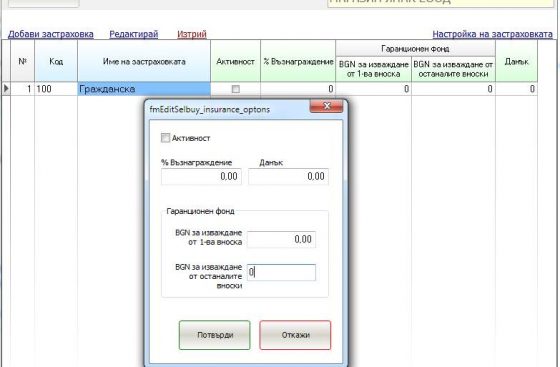 Добави застраховка Редактирай Изтрий Настройка на застраховката
№ Код Име на застраховката Активност % Възнаграждение Гаранционен фонд Данък
BGN за изваждане от 1-ва вноска
BGN за изваждане от останалите вноски
1 100 Гражданска 0 0 0 0
fmEditSelbuy_insurance_optons
Активност
% Възнаграждение Данък
0,00 0,00
Гаранционен фонд
BGN за изваждане
от 1-ва вноска 0,00
BGN за изваждане
от останалите 0
вноски
Потвърди Откажи